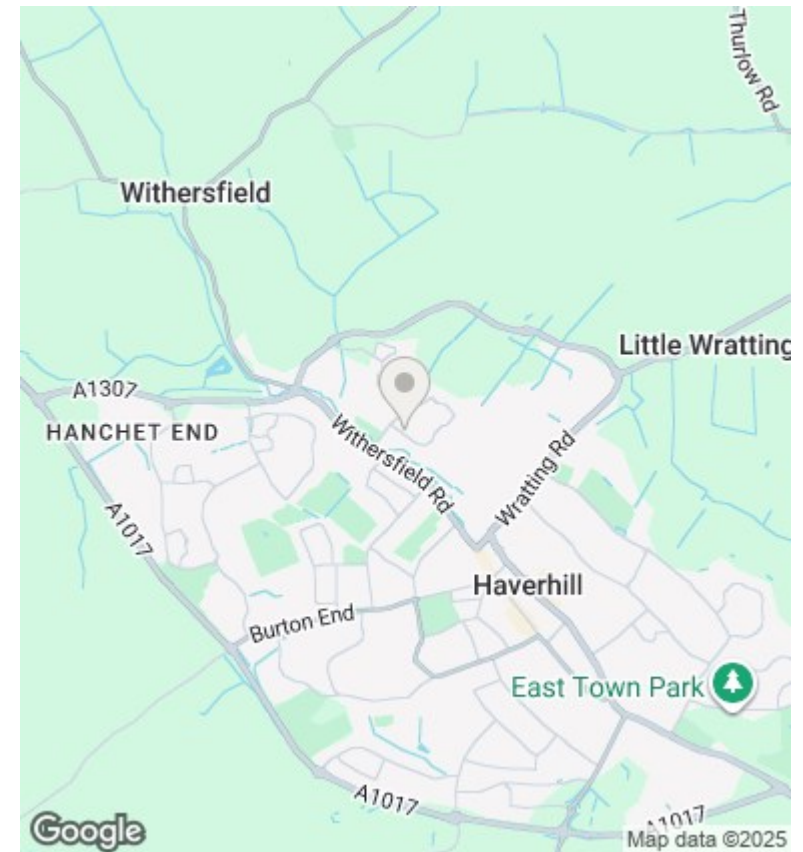 Thurlow Rd
Withersfield
Little Wratting
A1307
HANCHET END
Withersfield Rd
Wratting Rd
A1017
Haverhill
Burton End
East Town Park
A1017
A1017
Google
Map data ©2025